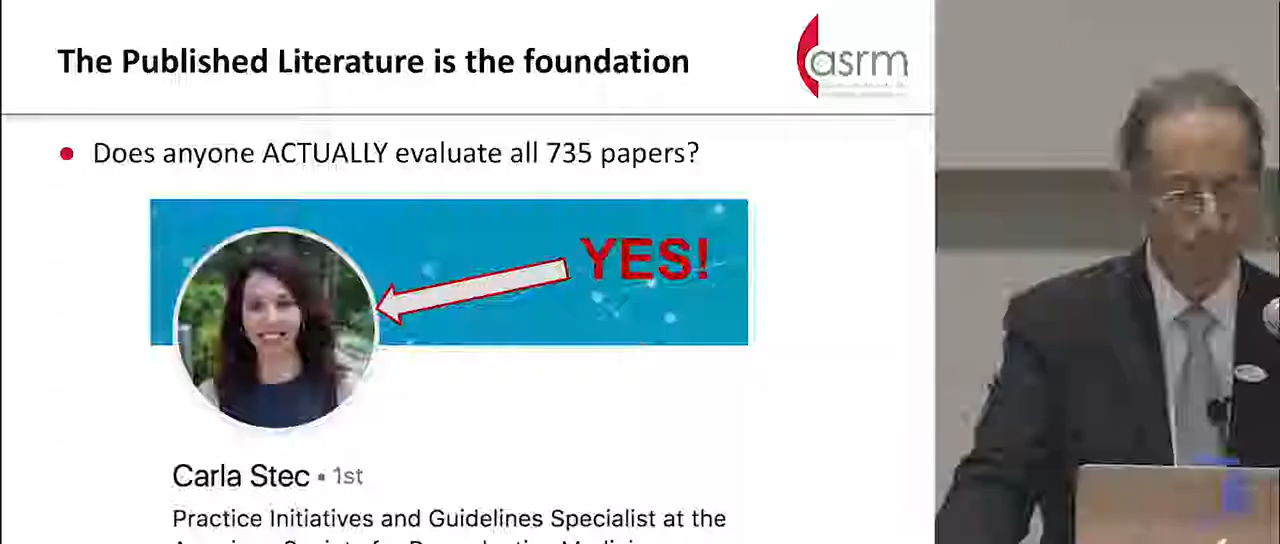 The Published Literature is the foundation
asrm
Does anyone ACTUALLY evaluate all 735 papers?
YES!
Carla Stec • 1st
Practice Initiatives and Guidelines Specialist at the